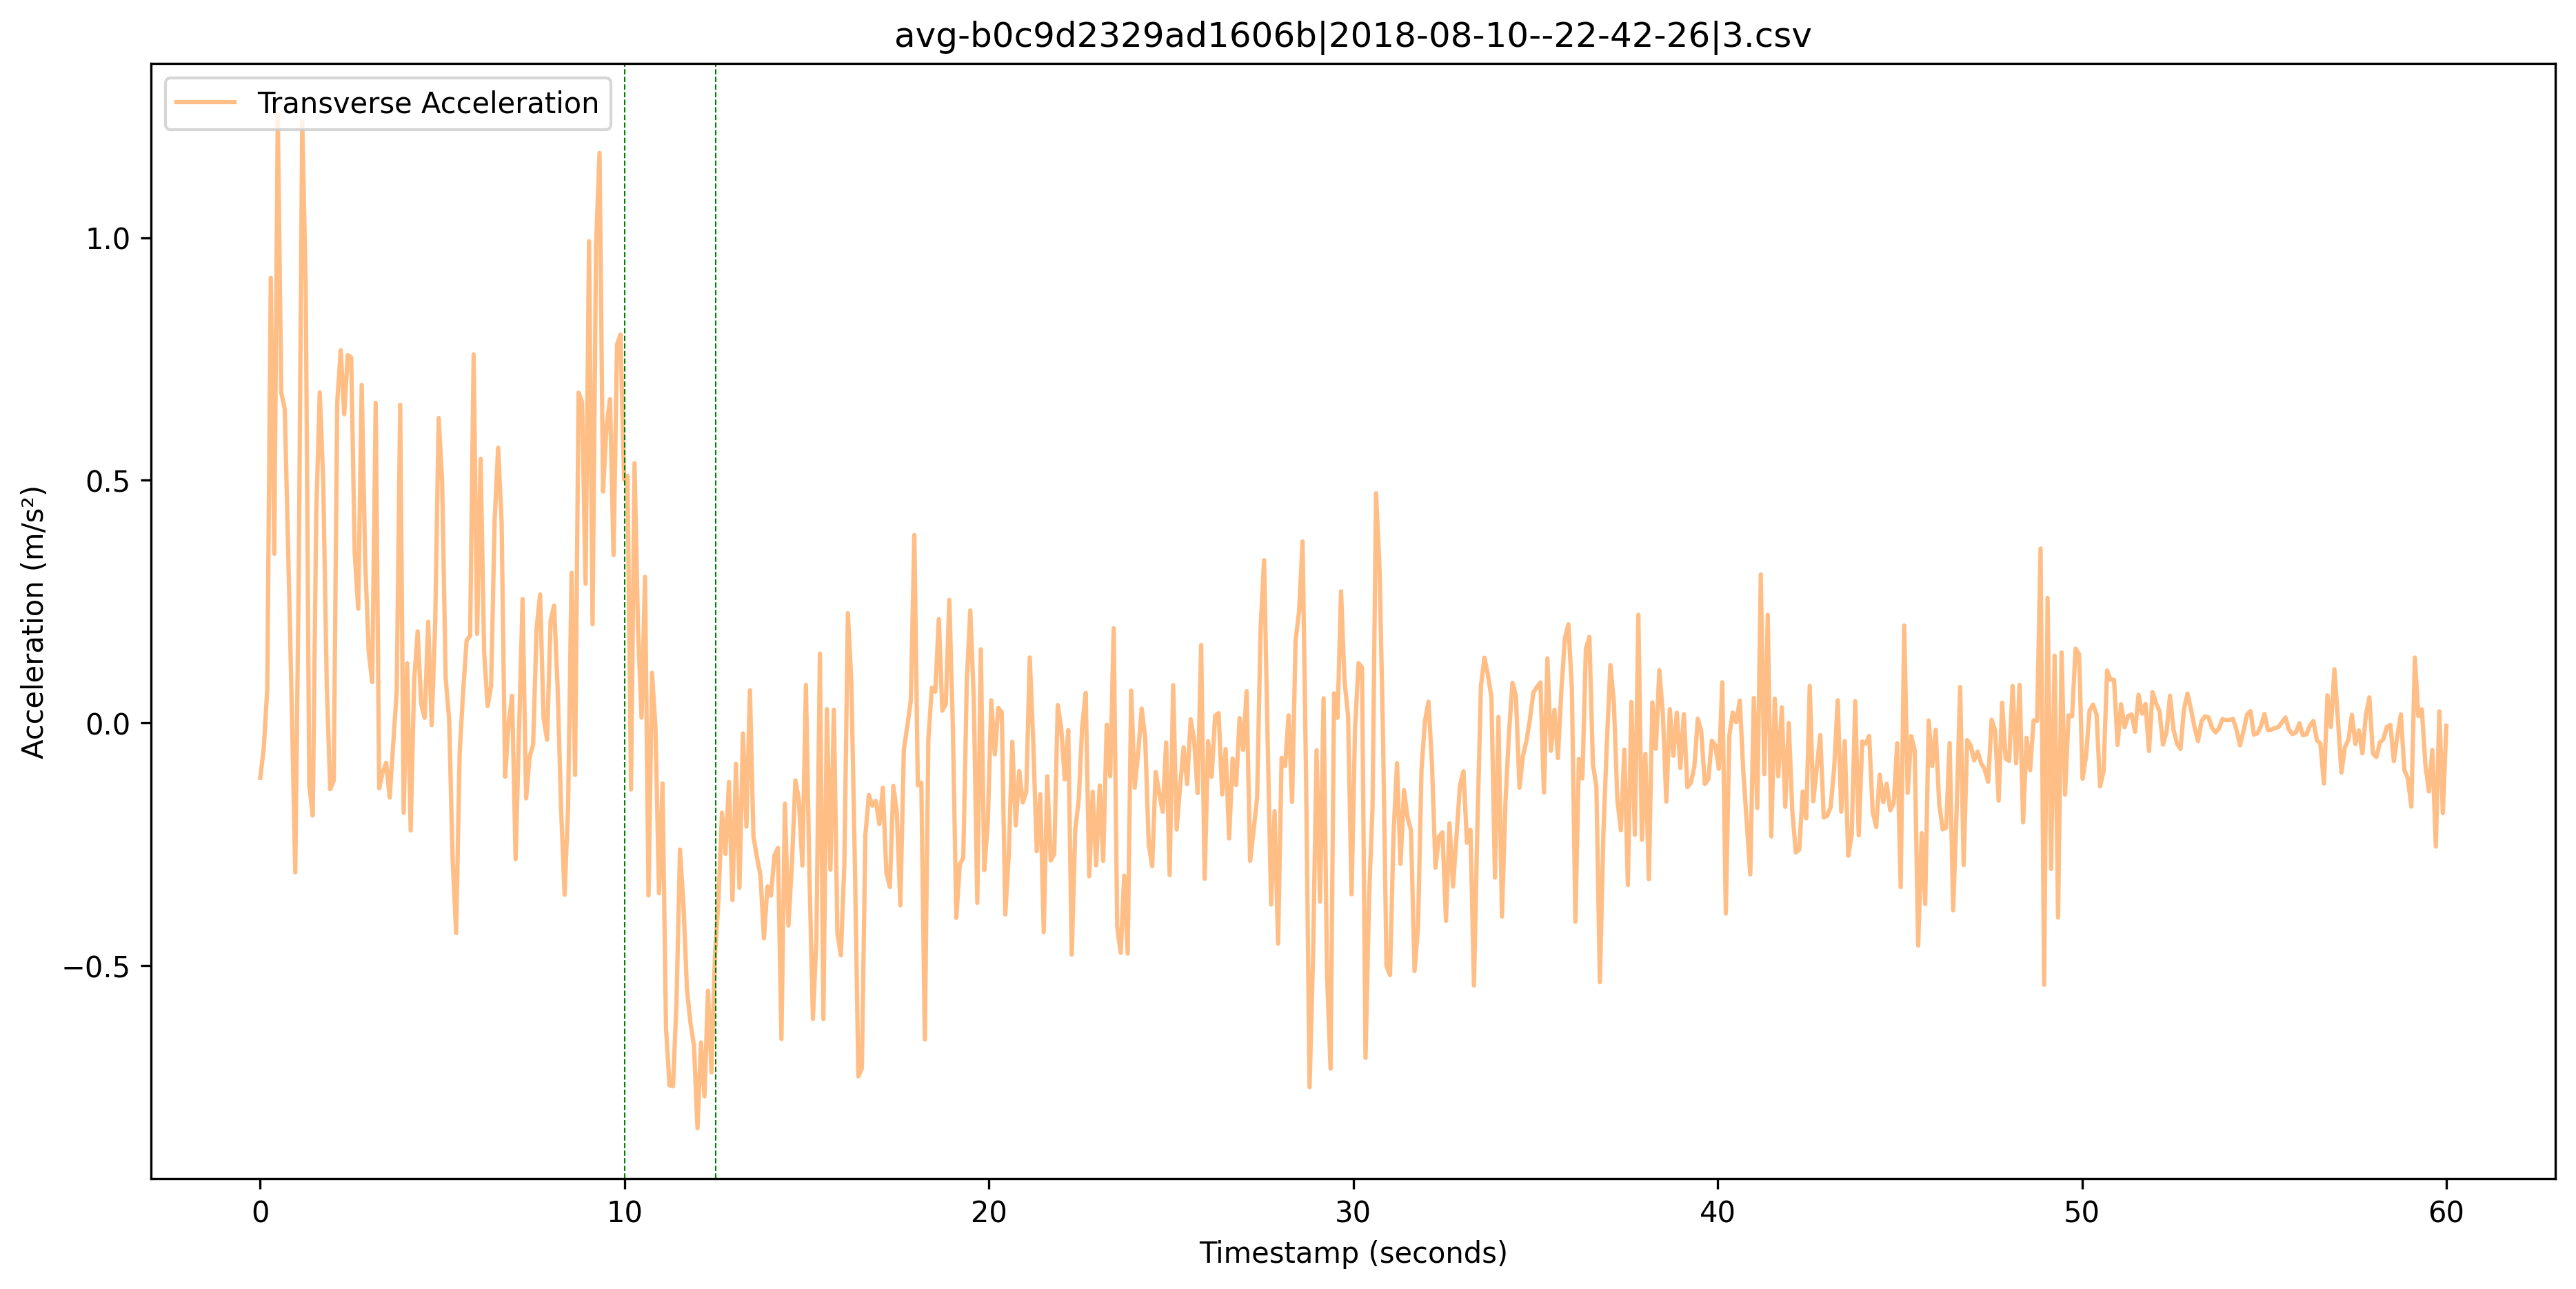 avg-b0c9d2329ad1606b|2018-08-10--22-42-26|3.csv
Transverse Acceleration
1.0
0.5
0.0
−0.5
Acceleration (m/s²)
0 10 20 30 40 50 60
Timestamp (seconds)